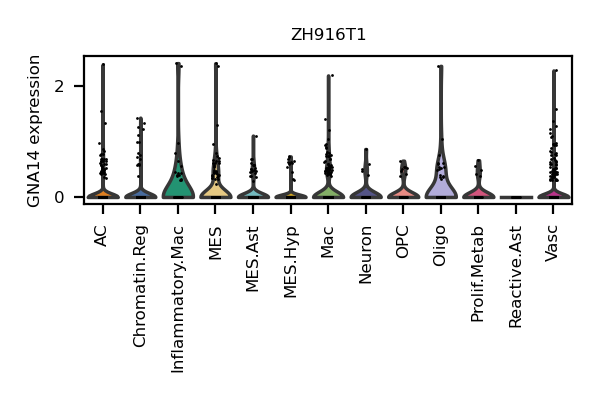 ZH916T1
GNA14 expression
2
0
AC
Chromatin.Reg
Inflammatory.Mac
MES
MES.Ast
MES.Hyp
Mac
Neuron
OPC
Oligo
Prolif.Metab
Reactive.Ast
Vasc